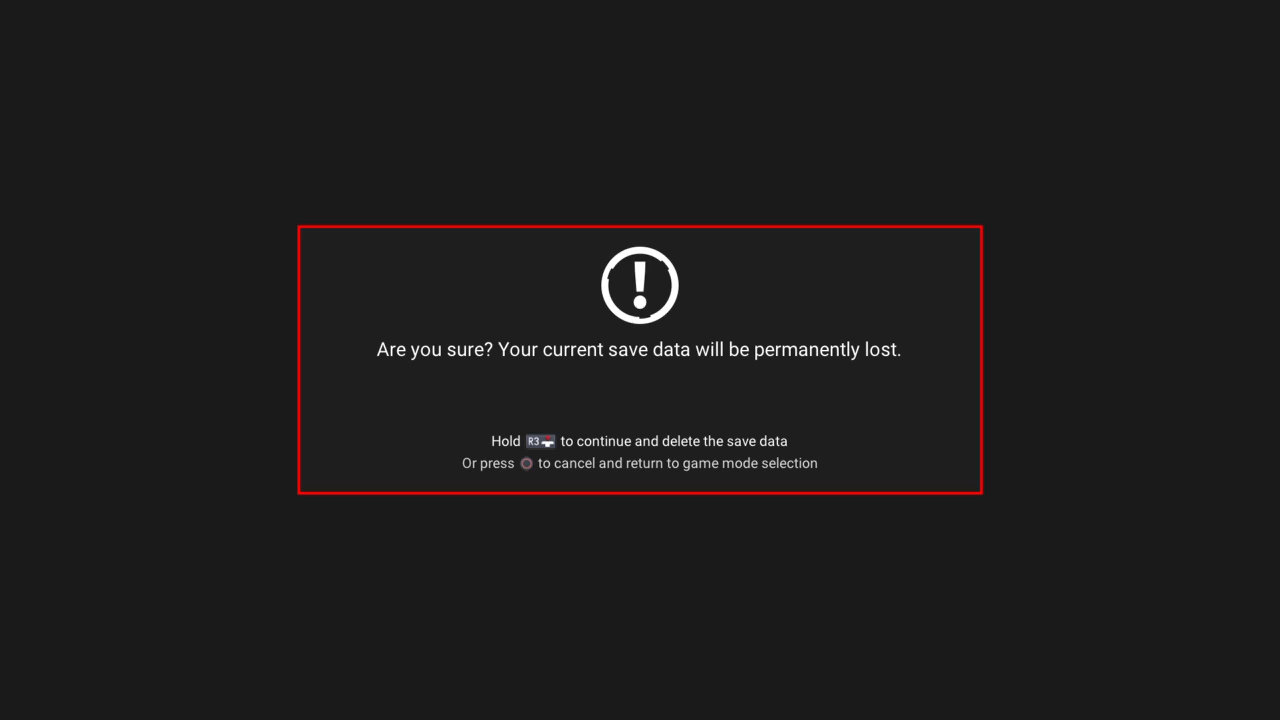 Are you sure? Your current save data will be permanently lost.
Hold R3 to continue and delete the save data
Or press to cancel and return to game mode selection